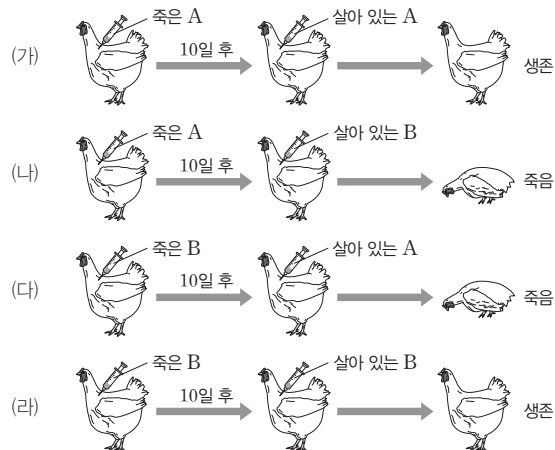 죽은 A
살아 있는 A
(가)
10일 후
생존
죽은 A
살아 있는 B
(나)
10일 후
죽음
죽은 B
살아 있는 A
(다)
10일 후
죽음
죽은 B
살아 있는 B
(라)
10일 후
생존